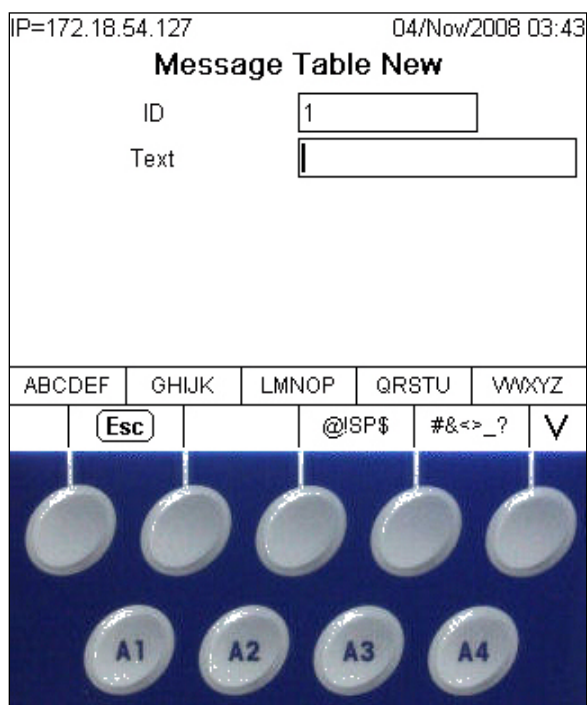 IP=172.18.54.127 04/Nov/2008 03:43
Message Table New
ID 1
Text
ABCDEF GHIJK LMNOP QRSTU VWXYZ
Esc @!SP$ #&<>_? V
A1 A2 A3 A4